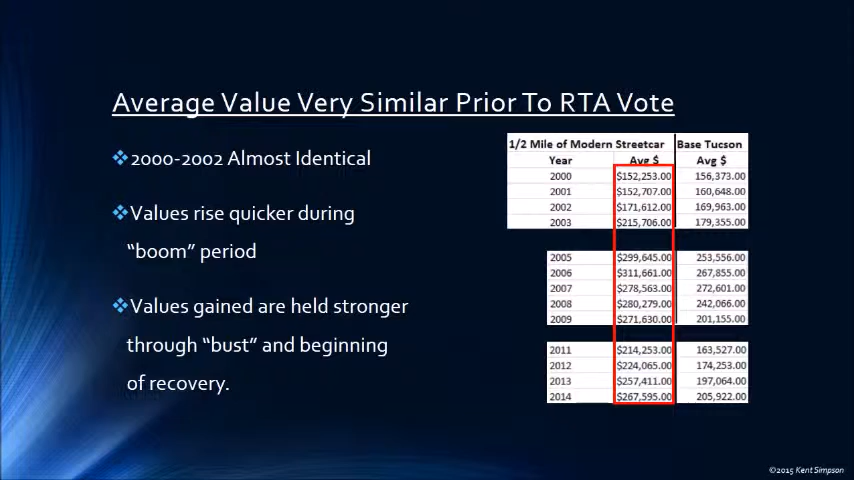 Average Value Very Similar Prior To RTA Vote
❖2000-2002 Almost Identical
❖Values rise quicker during
“boom” period
❖Values gained are held stronger
through “bust” and beginning
of recovery.
1/2 Mile of Modern Streetcar Base Tucson
Year Avg $ Avg $
2000 $152,253.00 156,373.00
2001 $152,707.00 160,648.00
2002 $171,612.00 169,963.00
2003 $215,706.00 179,355.00
2005 $299,645.00 253,556.00
2006 $311,661.00 267,855.00
2007 $278,563.00 272,601.00
2008 $280,279.00 242,066.00
2009 $271,630.00 201,155.00
2011 $214,253.00 163,527.00
2012 $224,065.00 174,253.00
2013 $257,411.00 197,064.00
2014 $267,595.00 205,922.00
©2015 Kent Simpson